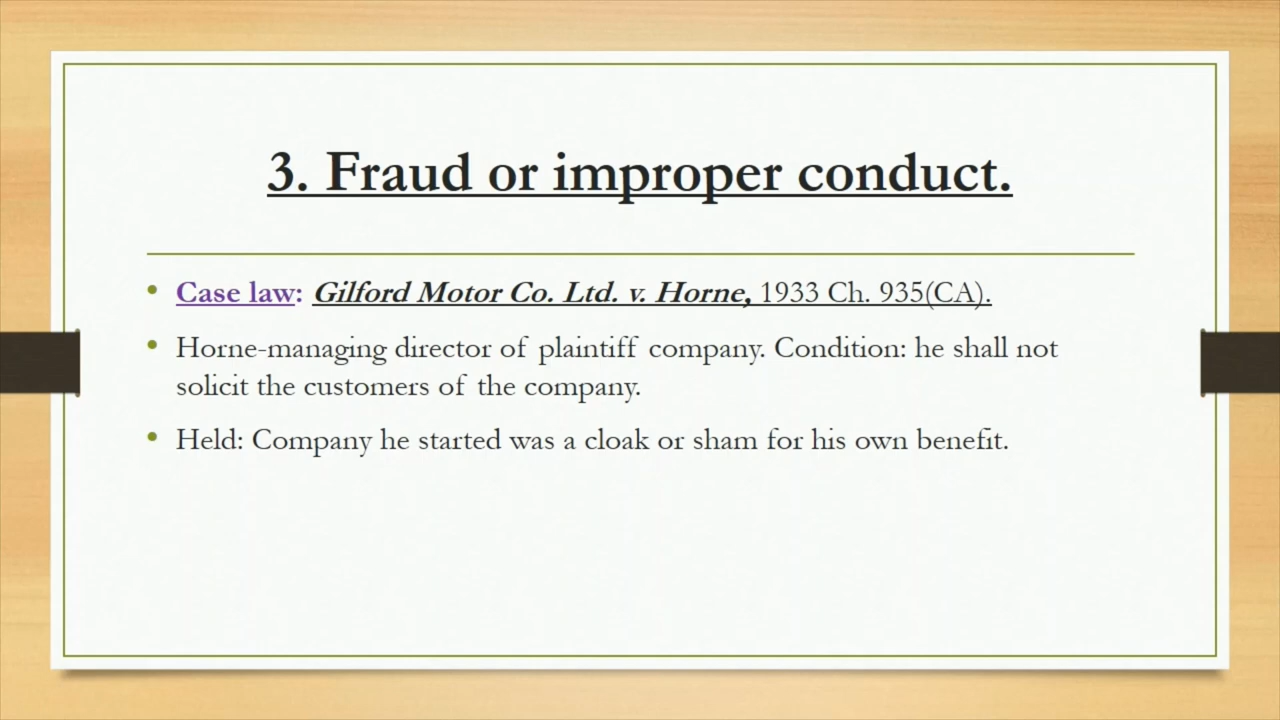 3. Fraud or improper conduct.
• Case law: Gilford Motor Co. Ltd. v. Horne, 1933 Ch. 935(CA).
• Horne-managing director of plaintiff company. Condition: he shall not
solicit the customers of the company.
• Held: Company he started was a cloak or sham for his own benefit.